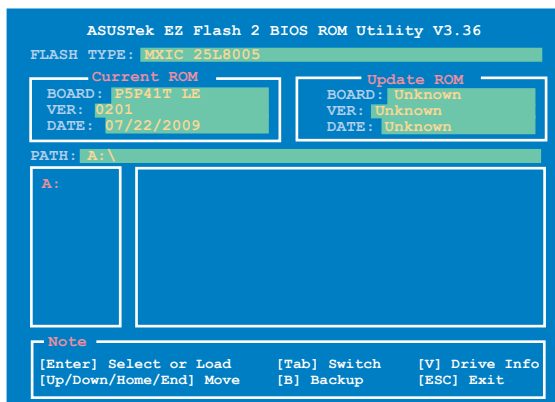 ASUSTek EZ Flash 2 BIOS ROM Utility V3.36
FLASH TYPE: MXIC 25L8005
Current ROM
BOARD: P5P41T LE
VER: 0201
DATE: 07/22/2009
Update ROM
BOARD: Unknown
VER: Unknown
DATE: Unknown
PATH: A:\
A:
Note
[Enter] Select or Load [Tab] Switch [V] Drive Info
[Up/Down/Home/End] Move [B] Backup [ESC] Exit